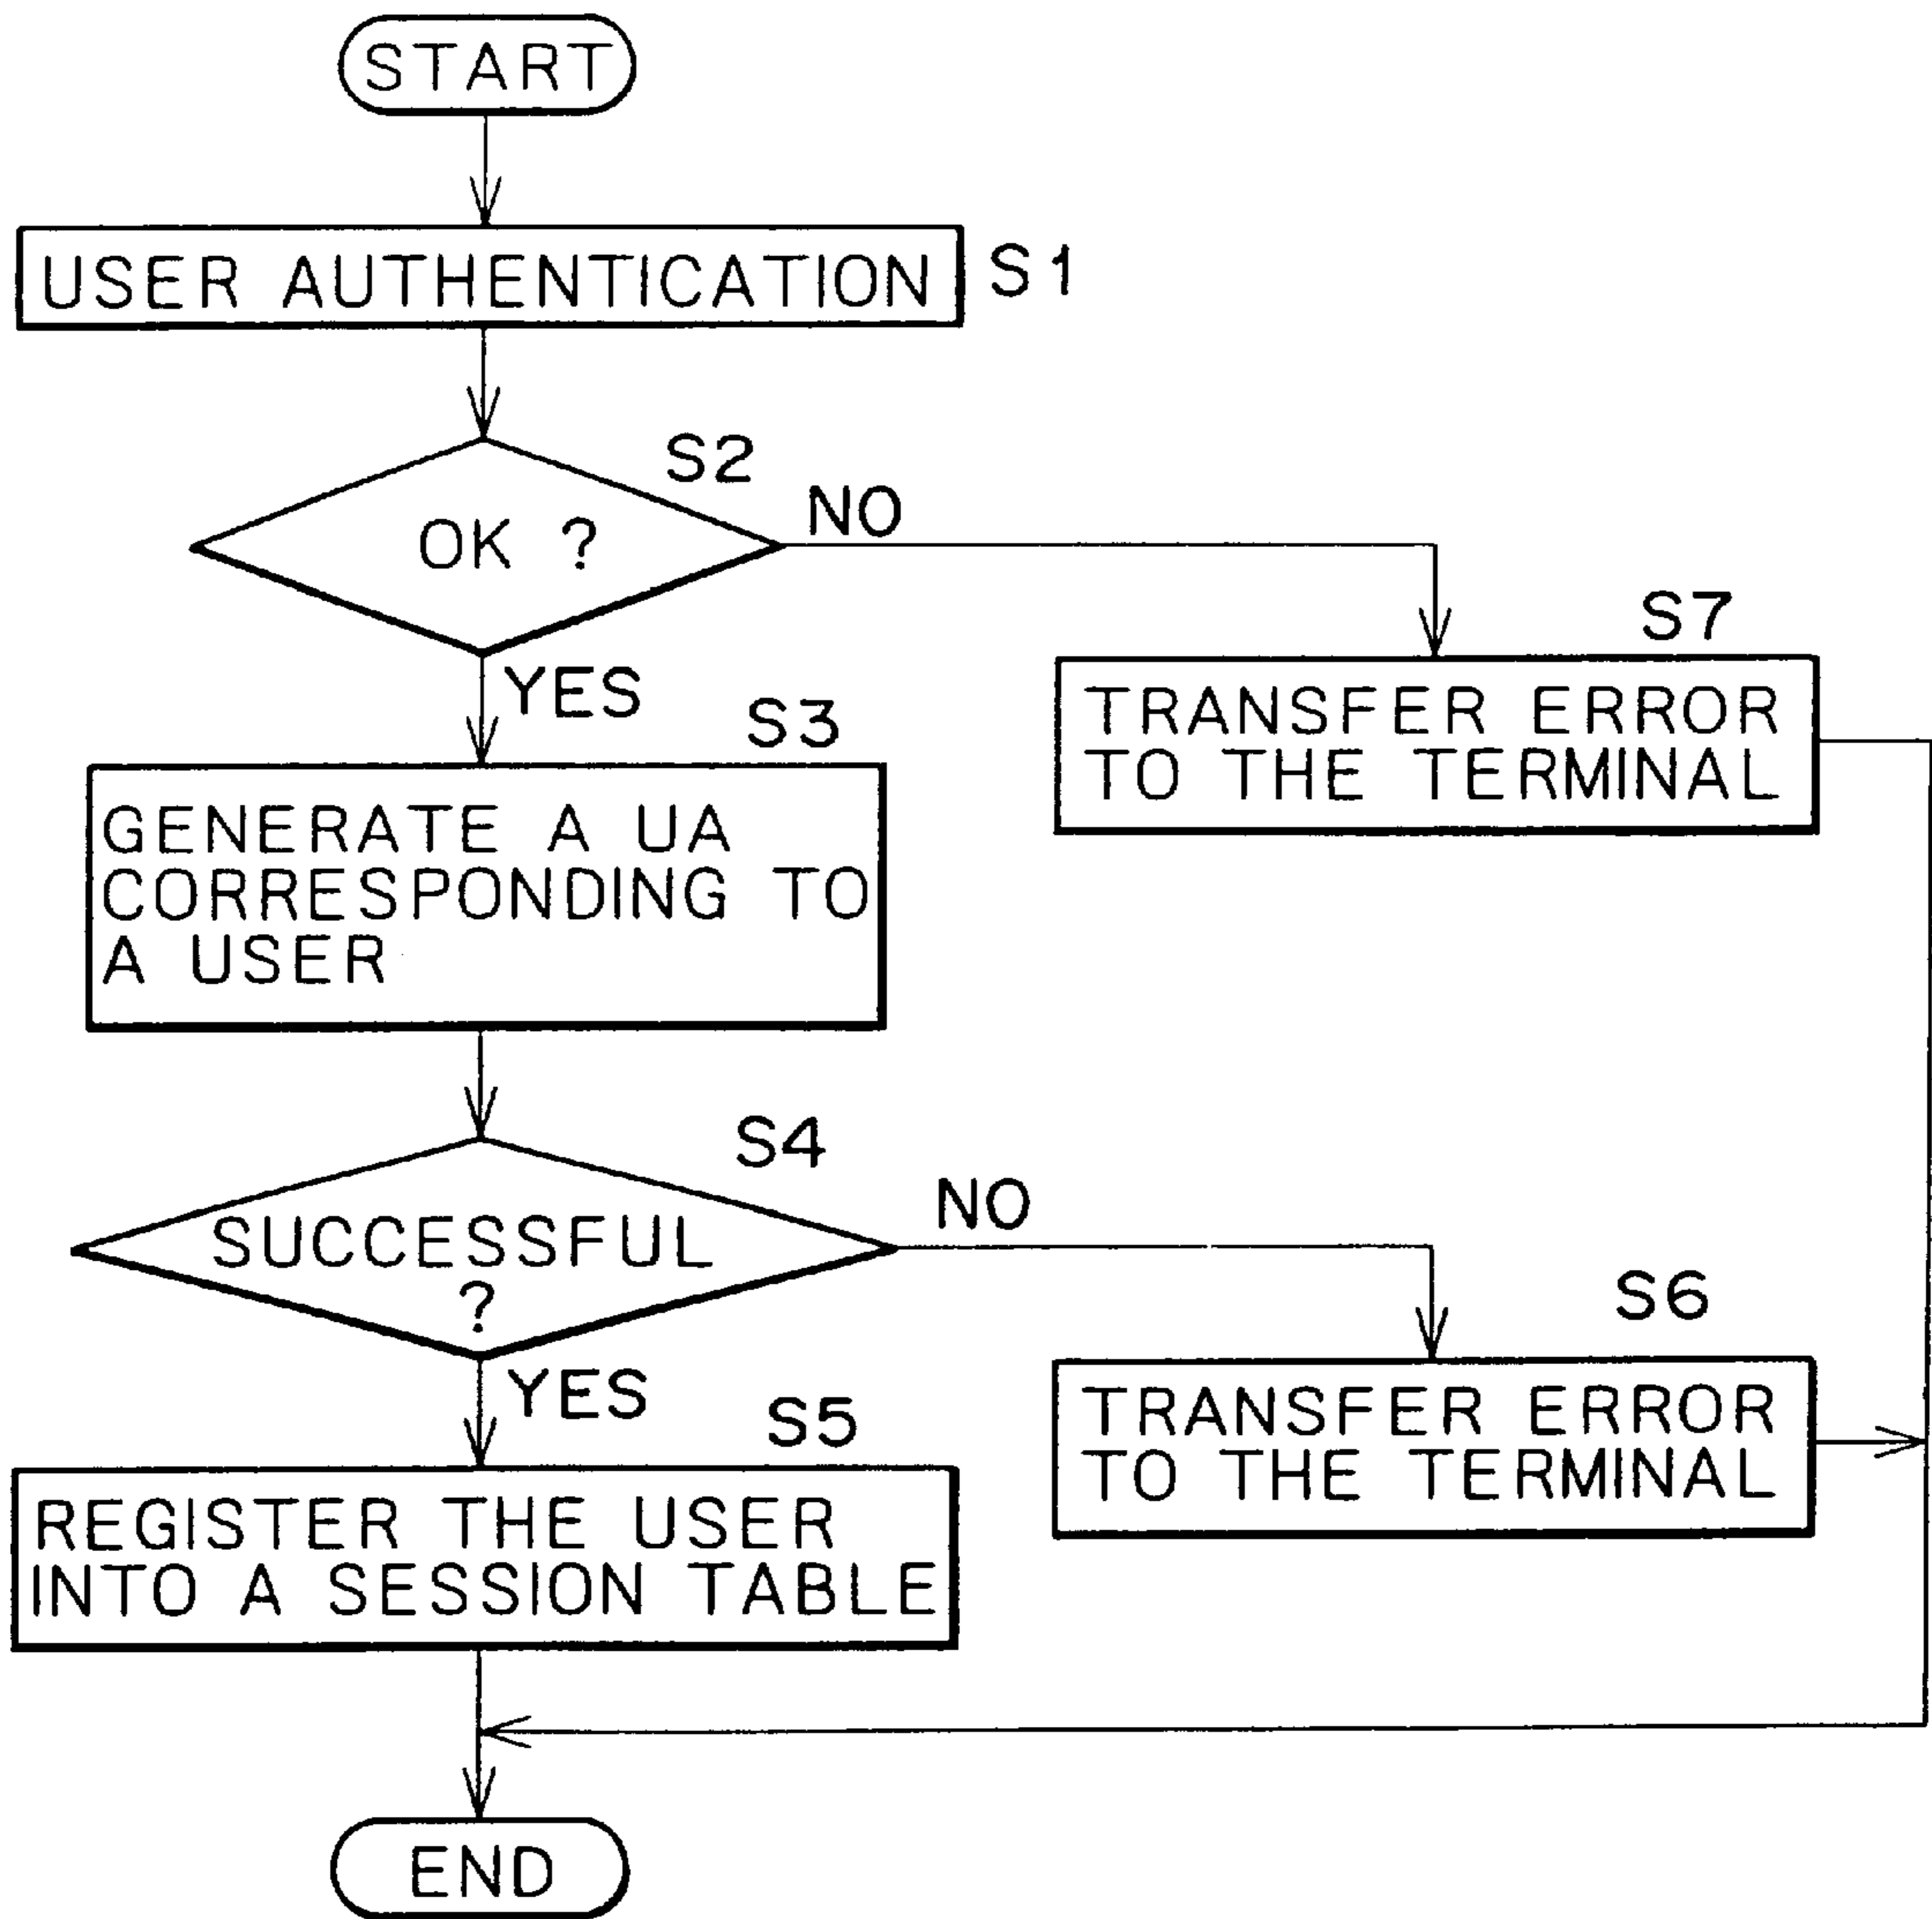 START
USER AUTHENTICATION
S1
S2
OK ?
NO
YES
S7
TRANSFER ERROR
TO THE TERMINAL
S3
GENERATE A UA
CORRESPONDING TO
A USER
S4
SUCCESSFUL
?
NO
YES
S6
TRANSFER ERROR
TO THE TERMINAL
S5
REGISTER THE USER
INTO A SESSION TABLE
END